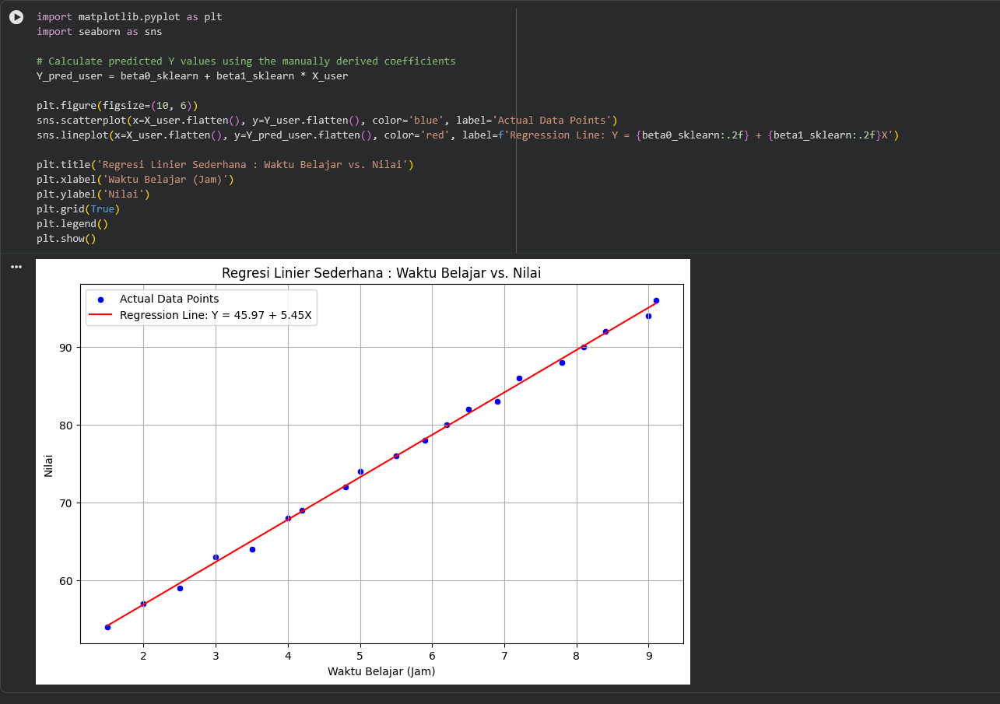 import matplotlib.pyplot as plt
import seaborn as sns
# Calculate predicted Y values using the manually derived coefficients
Y_pred_user = beta0_sklearn + beta1_sklearn * X_user
plt.figure(figsize=(10, 6))
sns.scatterplot(x=X_user.flatten(), y=Y_user.flatten(), color='blue', label='Actual Data Points')
sns.lineplot(x=X_user.flatten(), y=Y_pred_user.flatten(), color='red', label=f'Regression Line: Y = {beta0_sklearn:.2f} + {beta1_sklearn:.2f}X')
plt.title('Regresi Linier Sederhana : Waktu Belajar vs. Nilai')
plt.xlabel('Waktu Belajar (Jam)')
plt.ylabel('Nilai')
plt.grid(True)
plt.legend()
plt.show()
Regresi Linier Sederhana : Waktu Belajar vs. Nilai
Actual Data Points
Regression Line: Y = 45.97 + 5.45X
90
80
70
60
Nilai
2 3 4 5 6 7 8 9
Waktu Belajar (Jam)